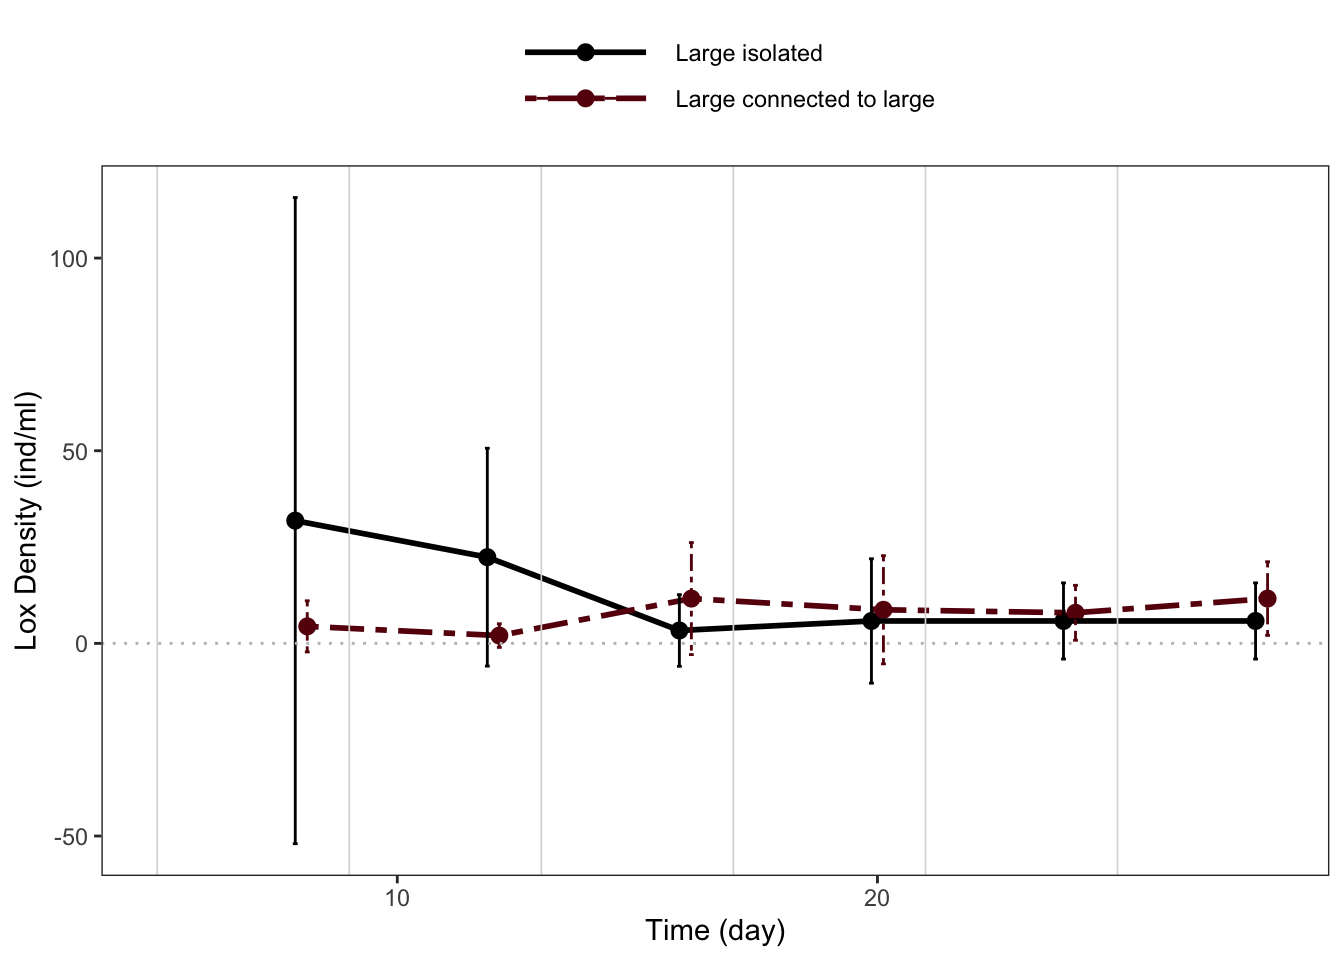 Large isolated
Large connected to large
Lox Density (ind/ml)
100
50
0
-50
10
20
Time (day)